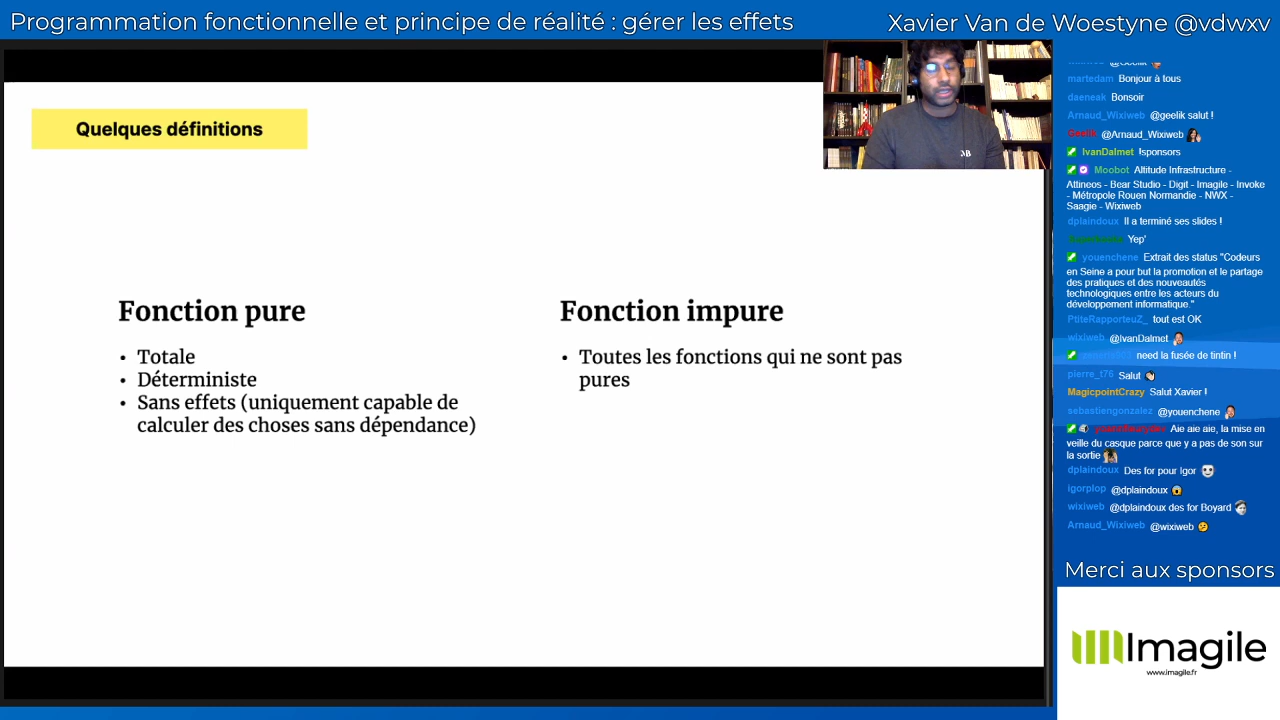 Programmation fonctionnelle et principe de réalité : gérer les effets
Xavier Van de Woestyne @vdwxv
Quelques définitions
Fonction pure
• Totale
• Déterministe
• Sans effets (uniquement capable de
calculer des choses sans dépendance)
Fonction impure
• Toutes les fonctions qui ne sont pas
pures
@Geelik
martedam Bonjour à tous
daeneak Bonsoir
Arnaud_Wixiweb @geelik salut !
Geelik @Arnaud_Wixiweb
IvanDalmet !sponsors
Moobot Altitude Infrastructure -
Attineos - Bear Studio - Digit - Imagile - Invoke
- Métropole Rouen Normandie - NWX -
Saagie - Wixiweb
dplaindoux Il a terminé ses slides !
Yep'
youenchene Extrait des status "Codeurs
en Seine a pour but la promotion et le partage
des pratiques et des nouveautés
technologiques entre les acteurs du
développement informatique."
PtiteRapporteuZ_ tout est OK
wixiweb @IvanDalmet
need la fusée de tintin !
pierre_t76 Salut
MagicpointCrazy Salut Xavier !
sebastiengonzalez @youenchene
Aie aie aie, la mise en
veille du casque parce que y a pas de son sur
la sortie
dplaindoux Des for pour Igor
igorplop @dplaindoux
wixiweb @dplaindoux des for Boyard
Arnaud_Wixiweb @wixiweb
Merci aux sponsors
Imagile
www.imagile.fr